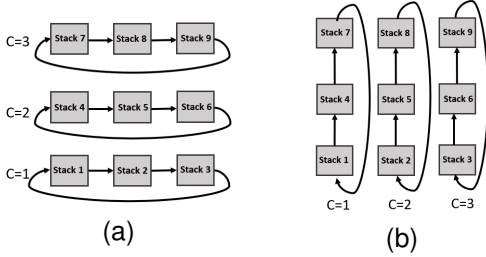 C=3 Stack 7 Stack 8 Stack 9
C=2 Stack 4 Stack 5 Stack 6
C=1 Stack 1 Stack 2 Stack 3
(a)
Stack 7 Stack 8 Stack 9
Stack 4 Stack 5 Stack 6
Stack 1 Stack 2 Stack 3
C=1 C=2 C=3
(b)